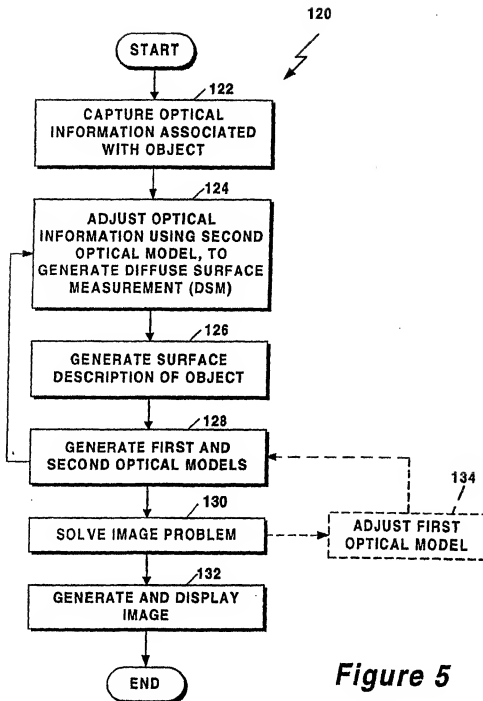 120
START
122
CAPTURE OPTICAL
INFORMATION ASSOCIATED
WITH OBJECT
124
ADJUST OPTICAL
INFORMATION USING SECOND
OPTICAL MODEL, TO
GENERATE DIFFUSE SURFACE
MEASUREMENT (DSM)
126
GENERATE SURFACE
DESCRIPTION OF OBJECT
128
GENERATE FIRST AND
SECOND OPTICAL MODELS
130
SOLVE IMAGE PROBLEM
134
ADJUST FIRST
OPTICAL MODEL
132
GENERATE AND DISPLAY
IMAGE
END
Figure 5